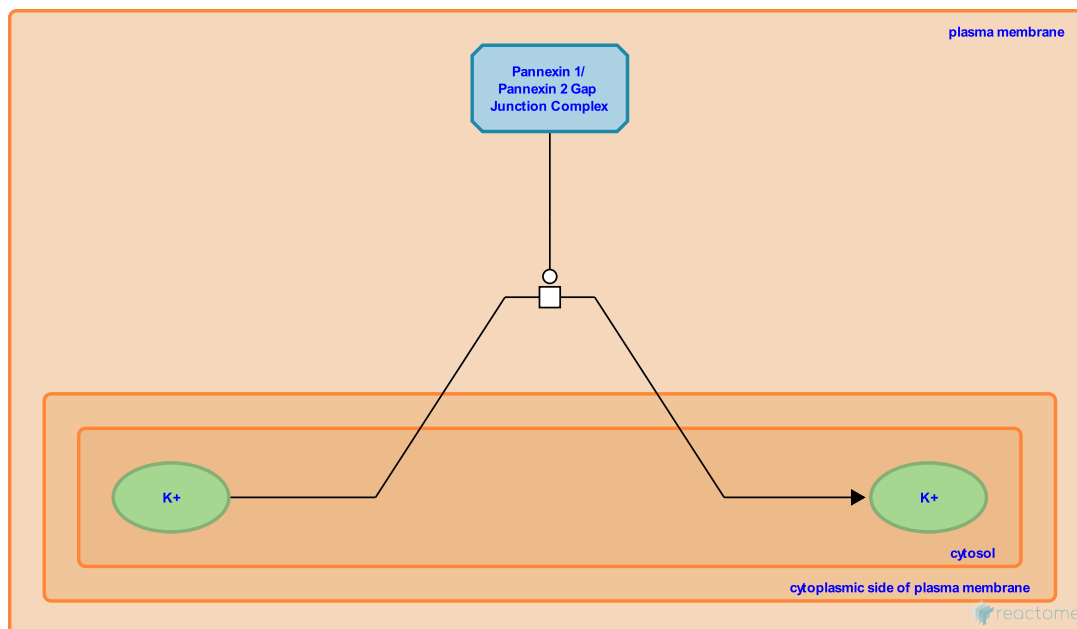 plasma membrane
Pannexin 1/
Pannexin 2 Gap
Junction Complex
K+
K+
cytosol
cytoplasmic side of plasma membrane
reactome